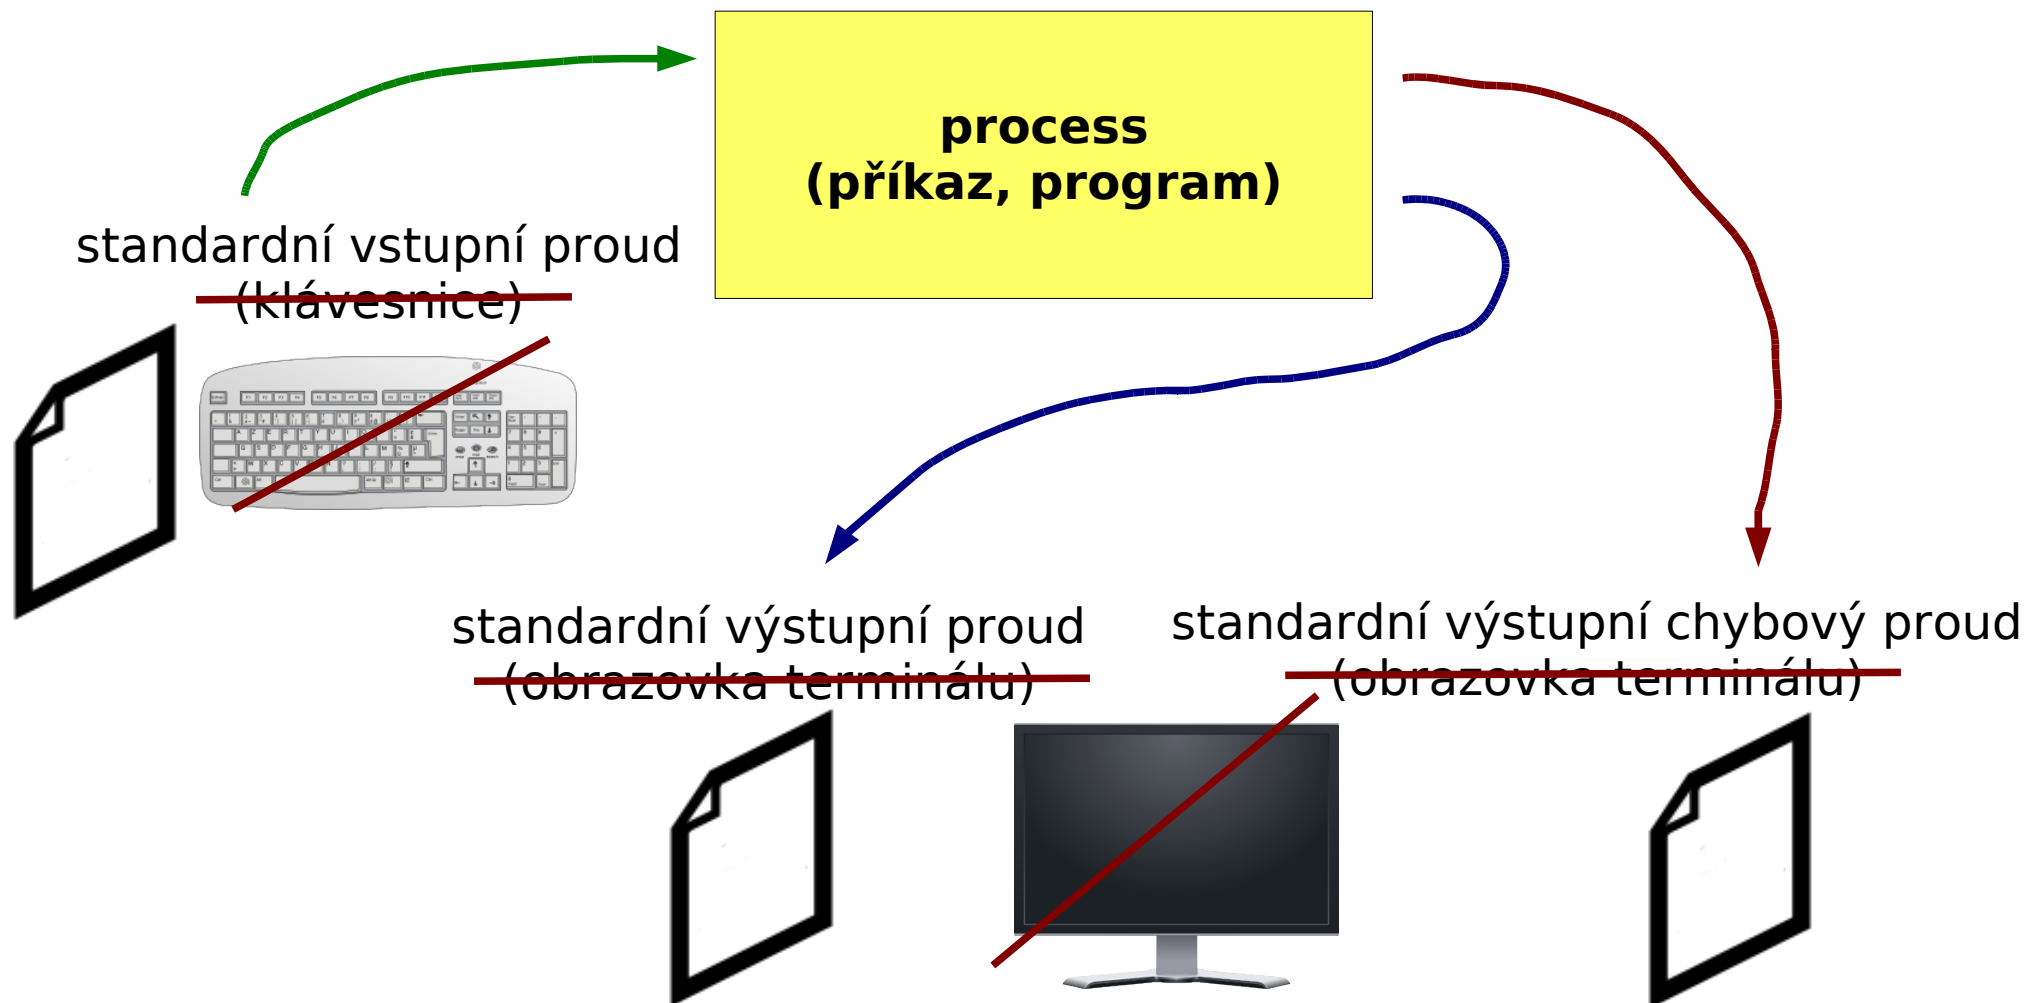 process
(příkaz, program)
standardní vstupní proud
(klávesnice)
standardní výstupní proud
(obrazovka terminálu)
standardní výstupní chybový proud
(obrazovka terminálu)